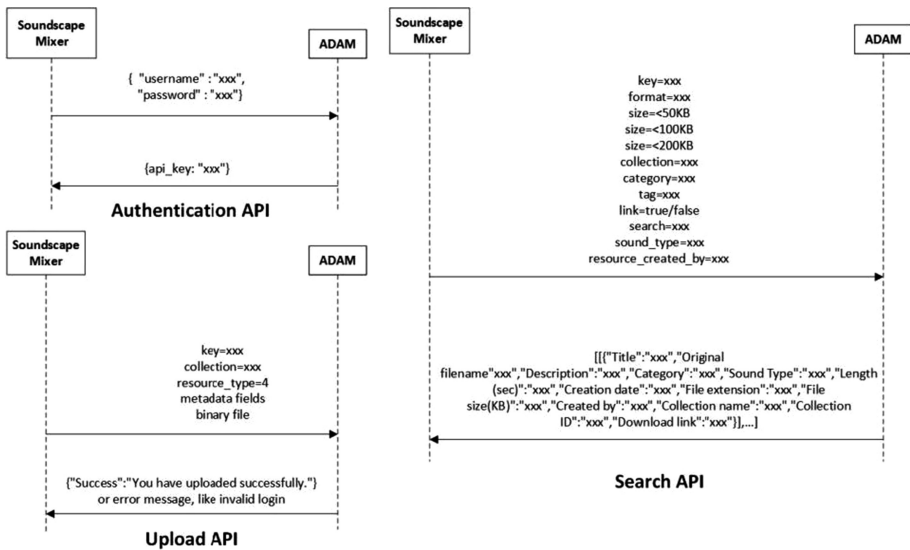 Soundscape
Mixer
ADAM
{ "username" :"xxx",
"password" : "xxx"}
{api_key: "xxx"}
Authentication API
Soundscape
Mixer
ADAM
key=xxx
collection=xxx
resource_type=4
metadata fields
binary file
{"Success":"You have uploaded successfully."}
or error message, like invalid login
Upload API
Soundscape
Mixer
ADAM
key=xxx
format=xxx
size=<50KB
size=<100KB
size=<200KB
collection=xxx
category=xxx
tag=xxx
link=true/false
search=xxx
sound_type=xxx
resource_created_by=xxx
[[{"Title":"xxx","Original
filename"xxx","Description":"xxx","Category":"xxx","Sound Type":"xxx","Length
(sec)":"xxx","Creation date":"xxx","File extension":"xxx","File
size(KB)":"xxx","Created by":"xxx","Collection name":"xxx","Collection
ID":"xxx","Download link":"xxx"}],...]
Search API